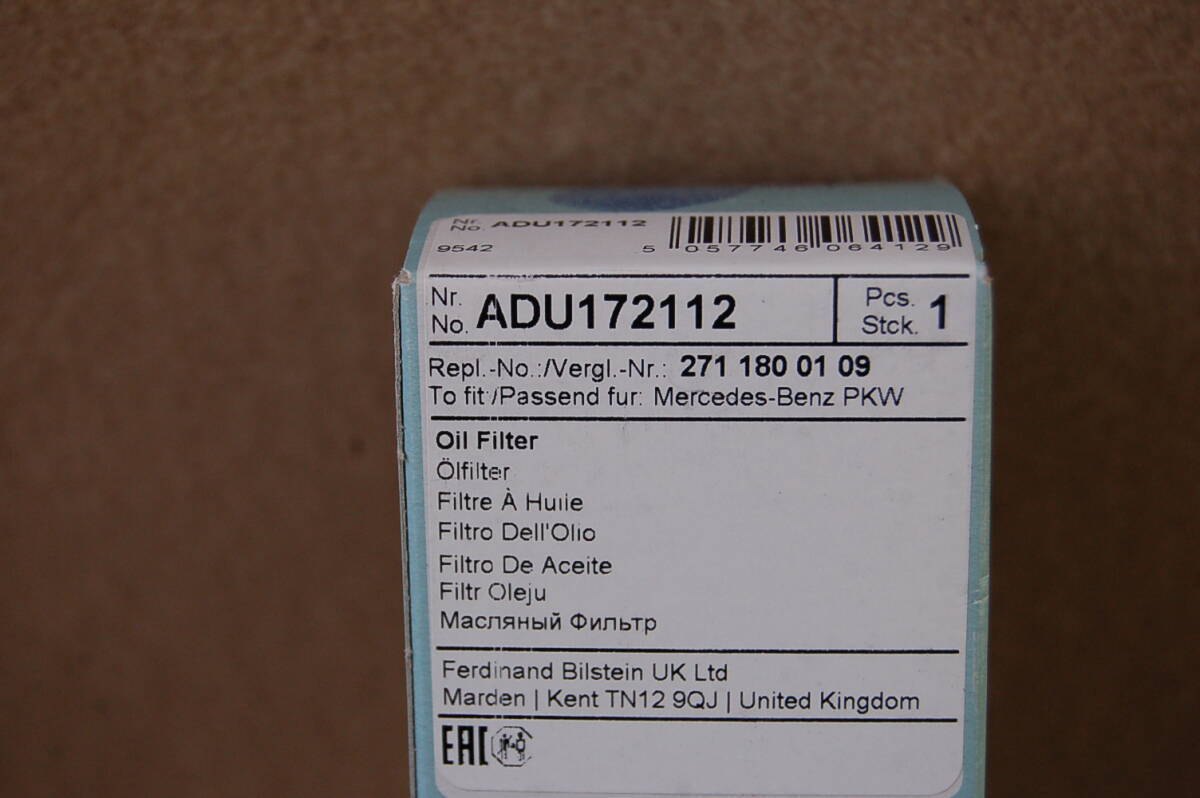 Nr.
No. ADU172112
9542
5 057746 064129
Nr.
No. ADU172112
Pcs.
Stck. 1
Repl.-No.:/Vergl.-Nr.: 271 180 01 09
To fit:/Passend fur: Mercedes-Benz PKW
Oil Filter
Ölfilter
Filtre À Huile
Filtro Dell'Olio
Filtro De Aceite
Filtr Oleju
Масляный Фильтр
Ferdinand Bilstein UK Ltd
Marden | Kent TN12 9QJ | United Kingdom
EAC